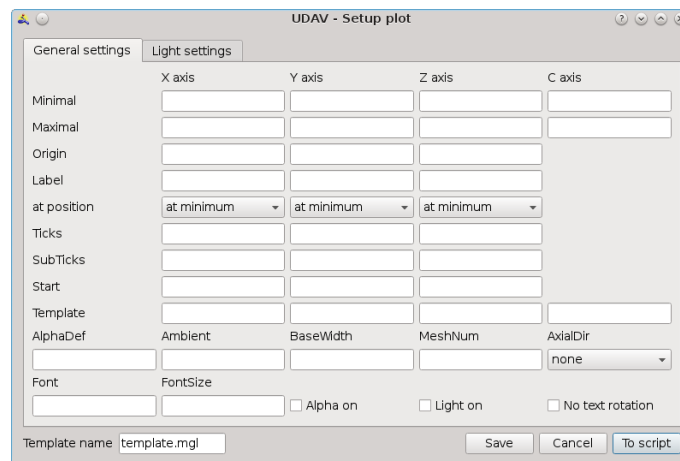 UDAV - Setup plot
General settings Light settings
X axis Y axis Z axis C axis
Minimal
Maximal
Origin
Label
at position at minimum at minimum at minimum
Ticks
SubTicks
Start
Template
AlphaDef Ambient BaseWidth MeshNum AxialDir
none
Font FontSize
Alpha on Light on No text rotation
Template name template.mgl Save Cancel To script